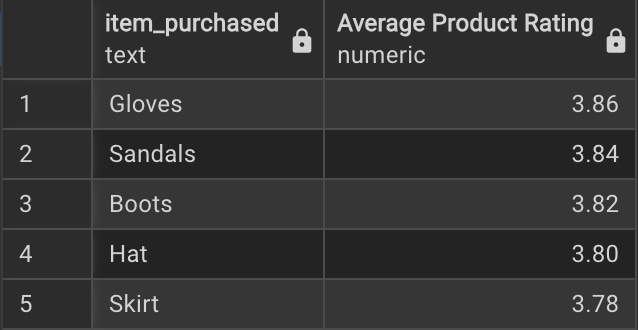 item_purchased Average Product Rating
text numeric
1 Gloves 3.86
2 Sandals 3.84
3 Boots 3.82
4 Hat 3.80
5 Skirt 3.78